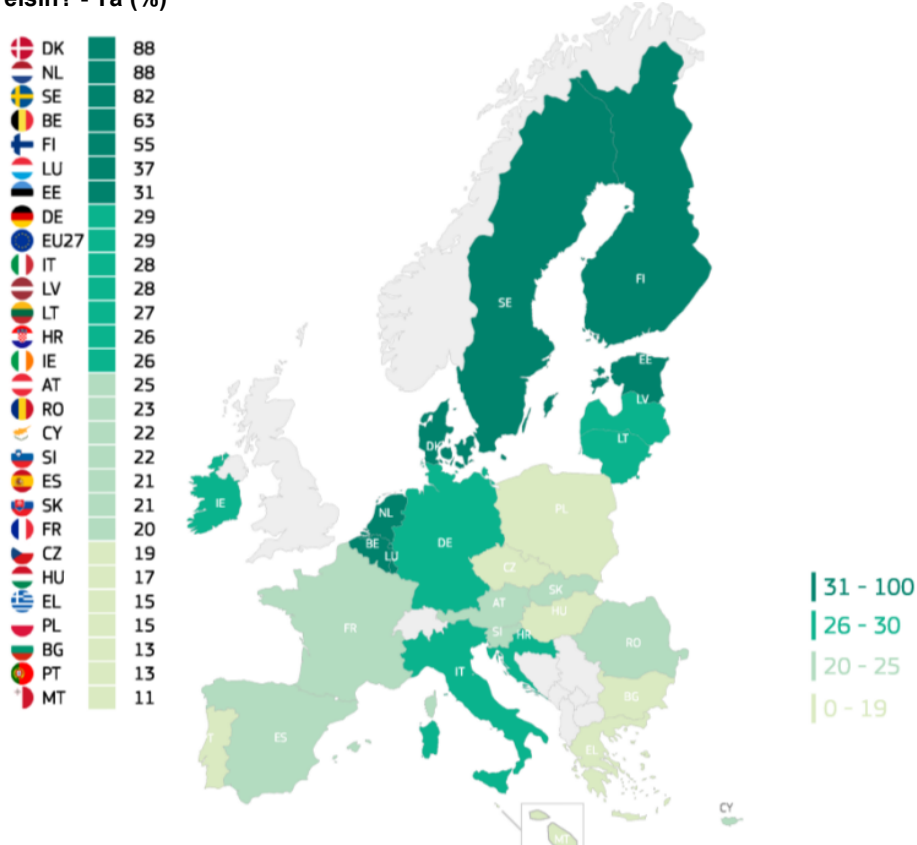 - Ta (%)
DK 88
NL 88
SE 82
BE 63
FI 55
LU 37
EE 31
DE 29
EU27 29
IT 28
LV 28
LT 27
HR 26
IE 26
AT 25
RO 23
CY 22
SI 22
ES 21
SK 21
FR 20
CZ 19
HU 17
EL 15
PL 15
BG 13
PT 13
MT 11
FI
SE
EE
LV
LT
DK
IE
NL
PL
BE
DE
LU
CZ
SK
AT
HU
FR
SI
HR
RO
IT
BG
T
ES
EL
CY
MT
31 - 100
26 - 30
20 - 25
0 - 19